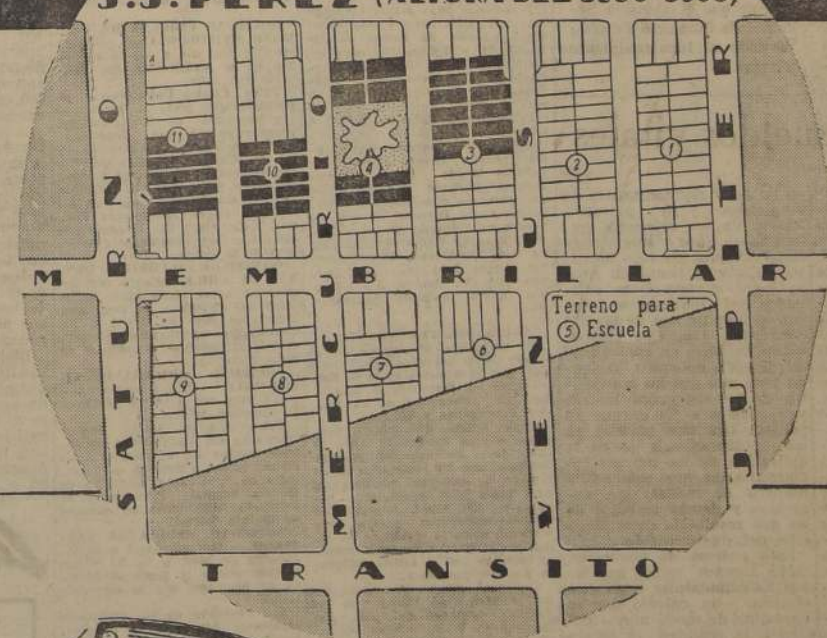 J.J. PEREZ
SATURNO
MERCURIO
VENUS
JUPITER
11
10
4
3
2
1
MEMBRILLAR
Terreno para
5 Escuela
9
8
7
6
TRANSITO